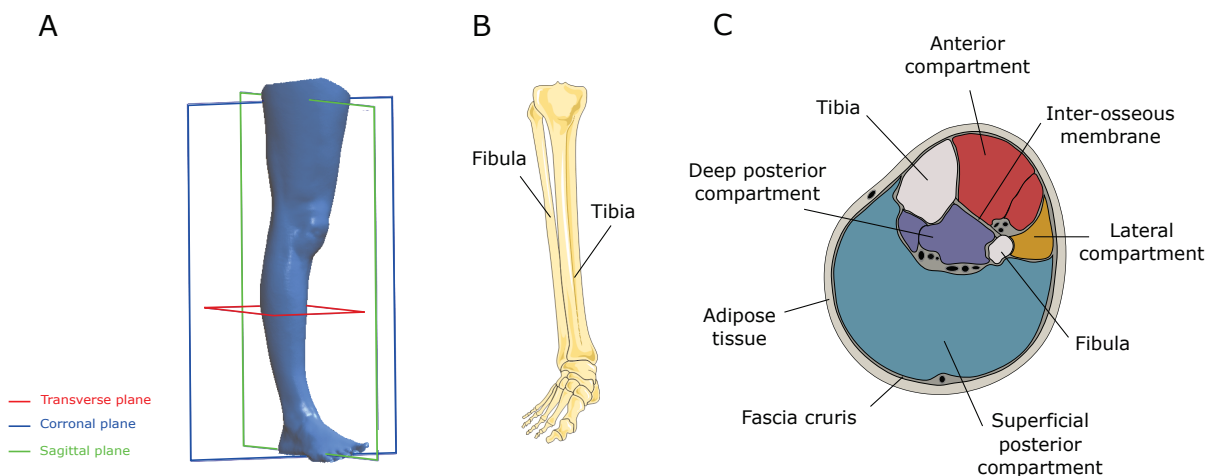 A
Transverse plane
Corronal plane
Sagittal plane
B
Fibula
Tibia
C
Anterior
compartment
Tibia
Inter-osseous
membrane
Deep posterior
compartment
Lateral
compartment
Adipose
tissue
Fibula
Fascia cruris
Superficial
posterior
compartment